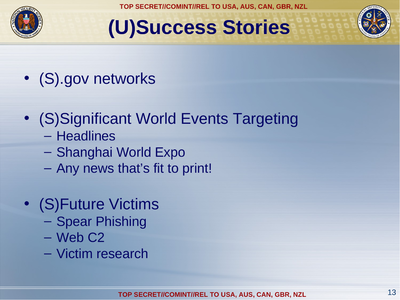 TOP SECRET//COMINT//REL TO USA, AUS, CAN, GBR, NZL
(U)Success Stories
• (S).gov networks
• (S)Significant World Events Targeting
– Headlines
– Shanghai World Expo
– Any news that's fit to print!
• (S)Future Victims
– Spear Phishing
– Web C2
– Victim research
TOP SECRET//COMINT//REL TO USA, AUS, CAN, GBR, NZL
13